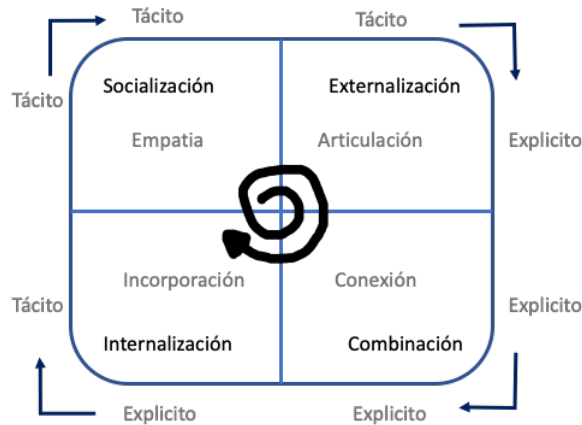 Tácito
Tácito
Tácito
Socialización
Externalización
Empatia
Articulación
Explicito
Incorporación
Conexión
Tácito
Explicito
Internalización
Combinación
Explicito
Explicito